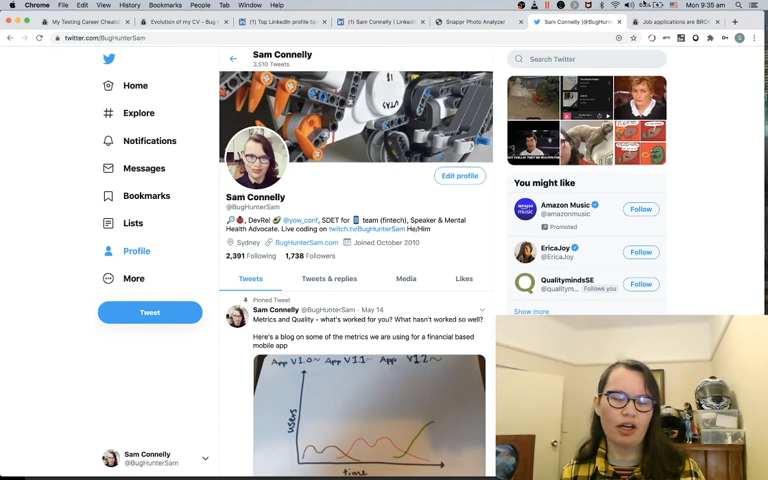 Chrome File Edit View History Bookmarks People Tab Window Help
Mon 9:35 am
My Testing Career Cheatsl
Evolution of my CV - Bug H
(1) Top LinkedIn profile tip
(1) Sam Connelly | LinkedI
Snappr Photo Analyzer
Sam Connelly (@BugHunte
Job applications are BRO
twitter.com/BugHunterSam
Home
Explore
Notifications
Messages
Bookmarks
Lists
Profile
More
Tweet
Sam Connelly
@BugHunterSam
Sam Connelly
3,510 Tweets
Edit profile
Sam Connelly
@BugHunterSam
DevRel @yow_conf, SDET for team (fintech), Speaker & Mental
Health Advocate. Live coding on twitch.tv/BugHunterSam He/Him
Sydney BugHunterSam.com Joined October 2010
2,391 Following 1,738 Followers
Tweets Tweets & replies Media Likes
Pinned Tweet
Sam Connelly @BugHunterSam · May 14
Metrics and Quality - what's worked for you? What hasn't worked so well?
Here's a blog on some of the metrics we are using for a financial based
mobile app
App V1.0~ App V1.1~ App V1.2~
users
time
Search Twitter
You might like
Amazon Music
@amazonmusic
Promoted
Follow
EricaJoy
@EricaJoy
Follow
QualitymindsSE
@qualitym... Follows you
Follow
Show more